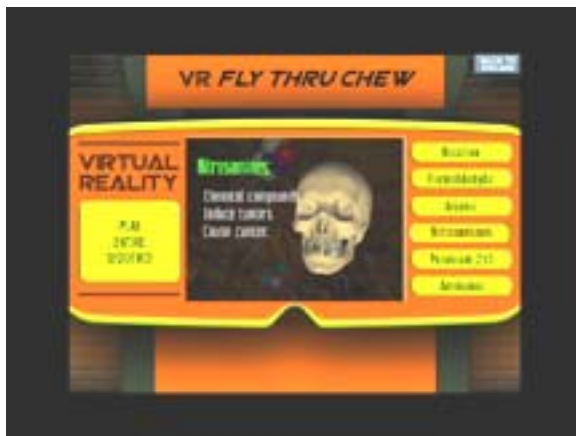 VR FLY THRU CHEW
VIRTUAL
REALITY
PLAY
ENTIRE
SEQUENCE
Nitrosamines,
Chemical compounds
Induce tumors
Cause cancer.
Nicotine
Formaldehyde
Arsenic
Nitrosamines
Polonium 210